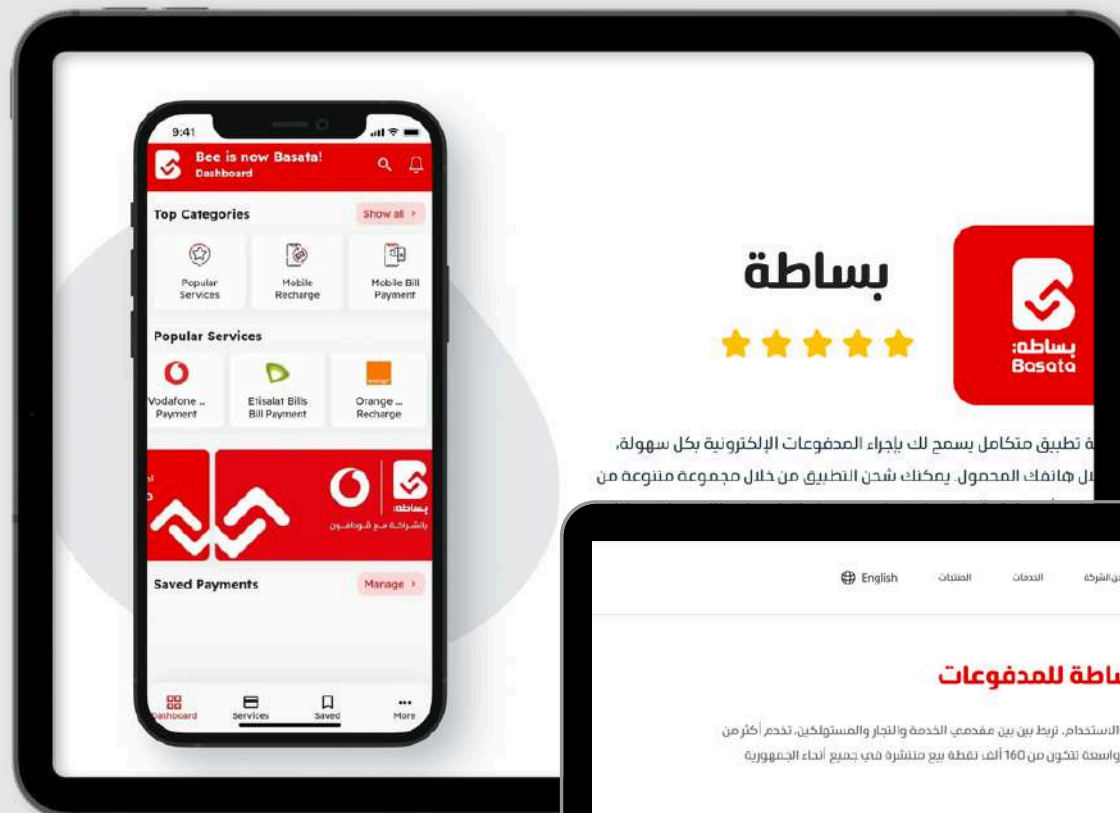 9:41
Bee is now Basata!
Dashboard
Top Categories
Show all >
Popular Services
Mobile Recharge
Mobile Bill Payment
Popular Services
Vodafone ... Payment
Etisalat Bills Bill Payment
Orange ... Recharge
بساطة:
بالشراكة مع ڤودافون
Saved Payments
Manage >
Dashboard
Services
Saved
More
بساطة
بساطة:
Basata
ة تطبيق متكامل يسمح لك بإجراء المدفوعات الإلكترونية بكل سهولة،
لال هاتفك المحمول. يمكنك شحن التطبيق من خلال مجموعة متنوعة من
English
المنتجات
الخدمات
عن الشركة
ساطة للمدفوعات
الاستخدام، تربط بين بين مقدمي الخدمة والتجار والمستهلكين، تخدم أكثر من
واسعة تتكون من 160 ألف نقطة بيع منتشرة في جميع أنحاء الجمهورية